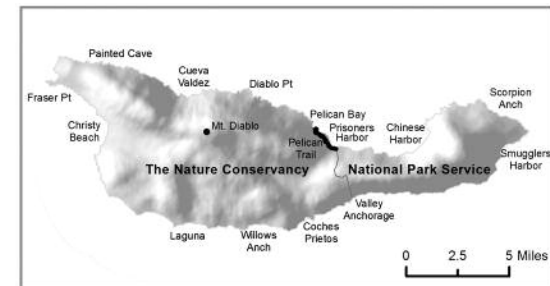 Painted Cave
Cueva
Valdez
Diablo Pt
Scorpion
Anch
Fraser Pt
Pelican Bay
Prisoners
Harbor
Chinese
Harbor
Christy
Beach
Mt. Diablo
Pelican
Trail
Smugglers
Harbor
The Nature Conservancy
National Park Service
Valley
Anchorage
Laguna
Willows
Anch
Coches
Prietos
0 2.5 5 Miles